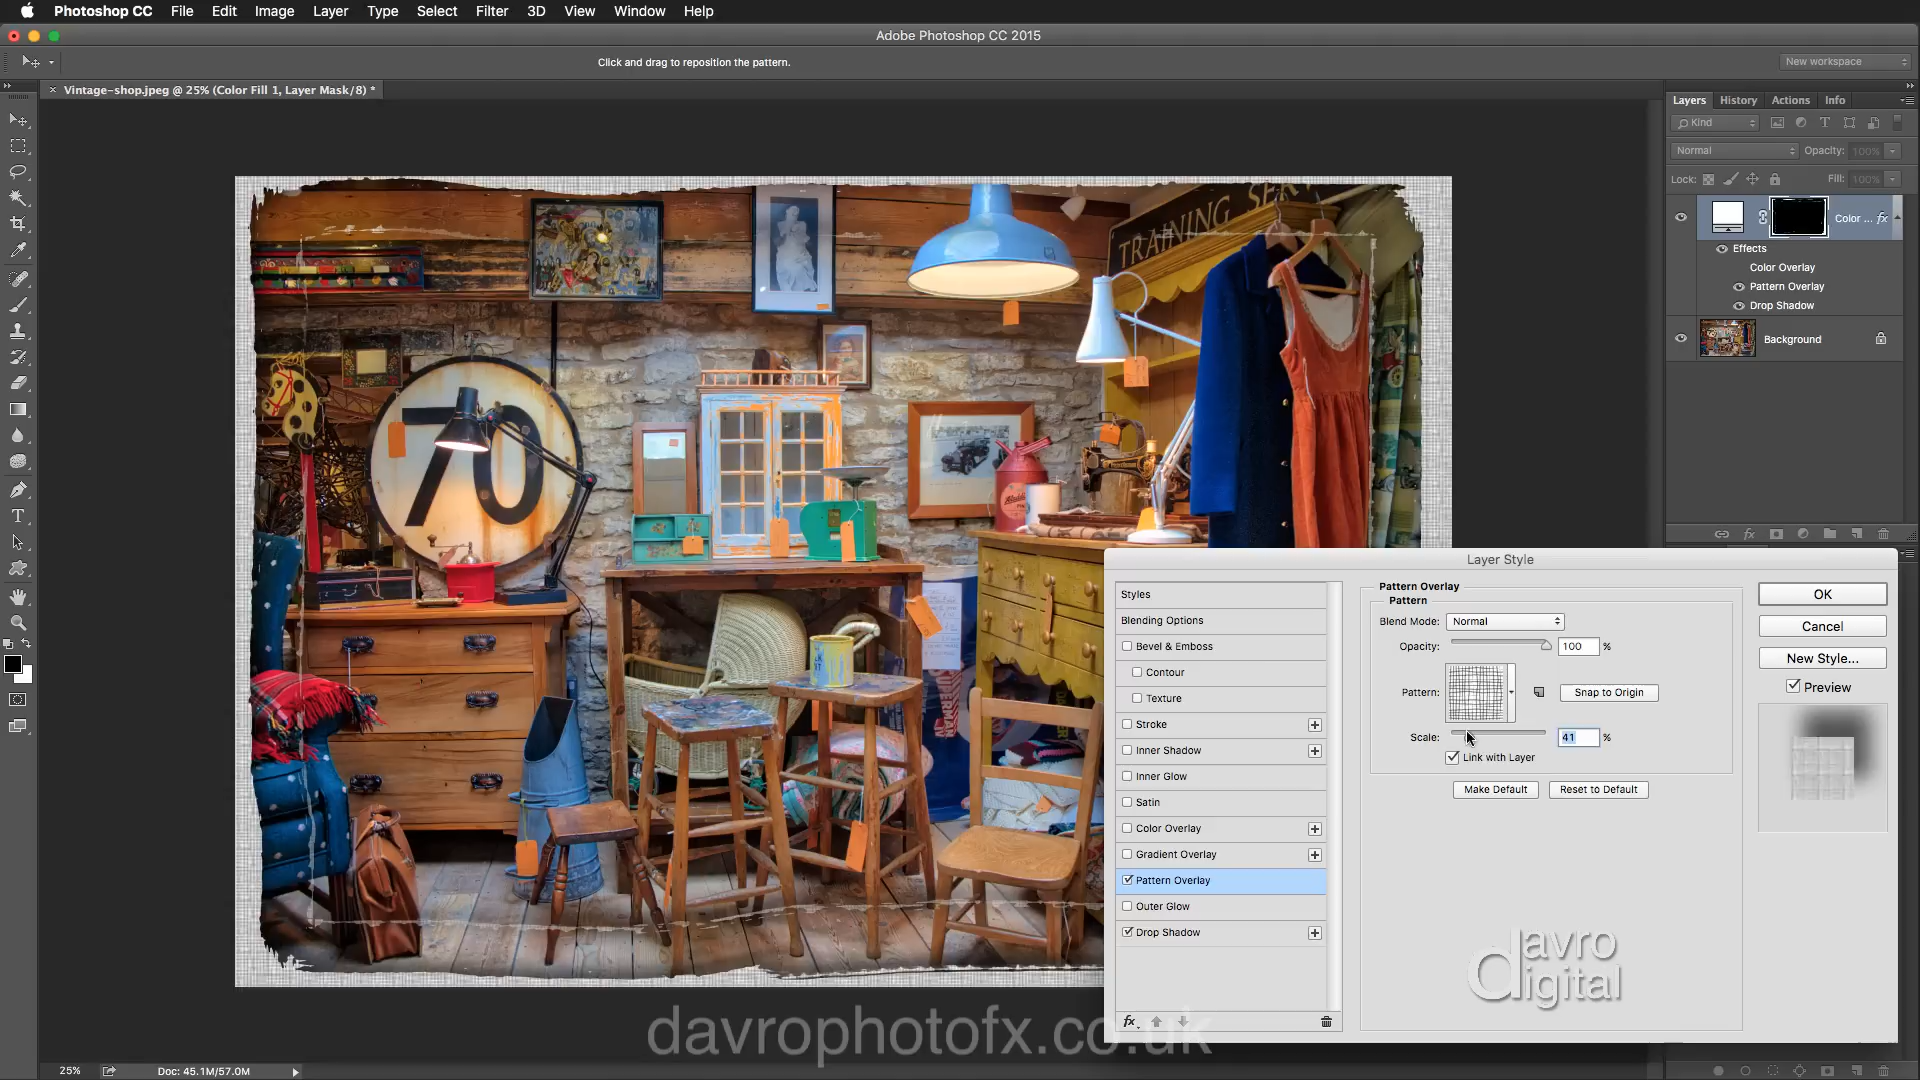 Photoshop CC File Edit Image Layer Type Select Filter 3D View Window Help
Adobe Photoshop CC 2015
Click and drag to reposition the pattern.
New workspace
× Vintage-shop.jpeg @ 25% (Color Fill 1, Layer Mask/8) *
Layers History Actions Info
Kind
Normal Opacity: 100%
Lock: Fill: 100%
Color ... fx
Effects
Color Overlay
Pattern Overlay
Drop Shadow
Background
TRAINING SER
70
Layer Style
Styles
Blending Options
Bevel & Emboss
Contour
Texture
Stroke
Inner Shadow
Inner Glow
Satin
Color Overlay
Gradient Overlay
Pattern Overlay
Outer Glow
Drop Shadow
fx
Pattern Overlay
Pattern
Blend Mode: Normal
Opacity: 100 %
Pattern: Snap to Origin
Scale: 41 %
Link with Layer
Make Default Reset to Default
OK
Cancel
New Style...
Preview
davro
digital
davrophotofx.co.uk
25% Doc: 45.1M/57.0M